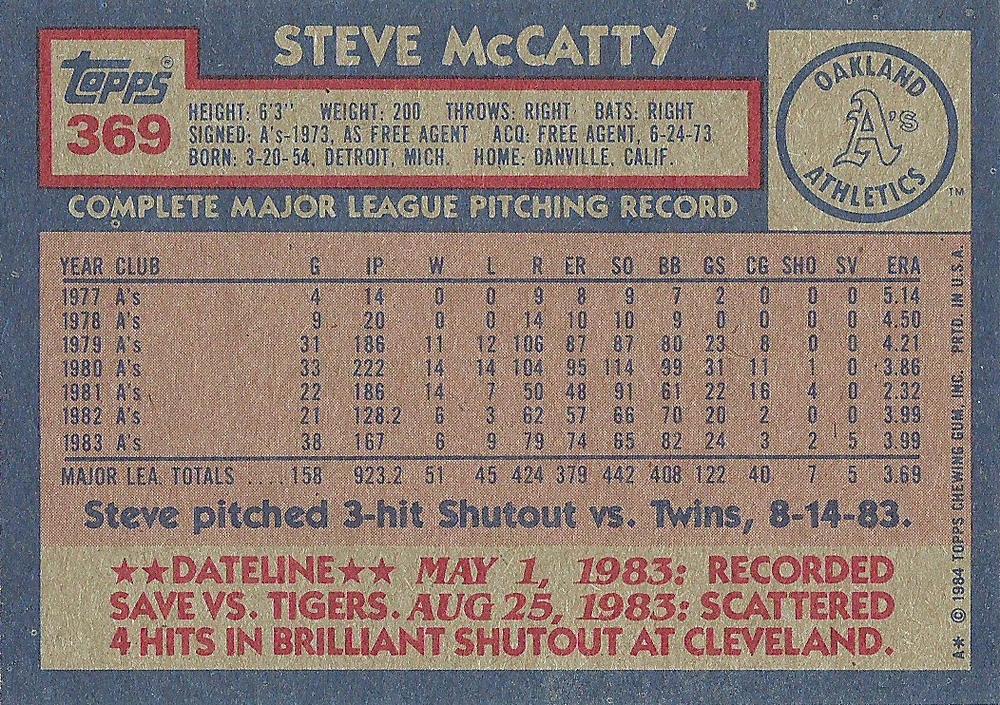 STEVE McCATTY
topps®
369
HEIGHT: 6'3" WEIGHT: 200 THROWS: RIGHT BATS: RIGHT
SIGNED: A's-1973, AS FREE AGENT ACQ: FREE AGENT, 6-24-73
BORN: 3-20-54, DETROIT, MICH. HOME: DANVILLE, CALIF.
OAKLAND
A's
ATHLETICS
TM
COMPLETE MAJOR LEAGUE PITCHING RECORD
YEAR CLUB G IP W L R ER SO BB GS CG SHO SV ERA
1977 A's 4 14 0 0 9 8 9 7 2 0 0 0 5.14
1978 A's 9 20 0 0 14 10 10 9 0 0 0 0 4.50
1979 A's 31 186 11 12 106 87 87 80 23 8 0 0 4.21
1980 A's 33 222 14 14 104 95 114 99 31 11 1 0 3.86
1981 A's 22 186 14 7 50 48 91 61 22 16 4 0 2.32
1982 A's 21 128.2 6 3 62 57 66 70 20 2 0 0 3.99
1983 A's 38 167 6 9 79 74 65 82 24 3 2 5 3.99
MAJOR LEA. TOTALS ..... 158 923.2 51 45 424 379 442 408 122 40 7 5 3.69
Steve pitched 3-hit Shutout vs. Twins, 8-14-83.
★★DATELINE★★ MAY 1, 1983: RECORDED
SAVE VS. TIGERS. AUG 25, 1983: SCATTERED
4 HITS IN BRILLIANT SHUTOUT AT CLEVELAND.
A* © 1984 TOPPS CHEWING GUM, INC. PRTD. IN U.S.A.